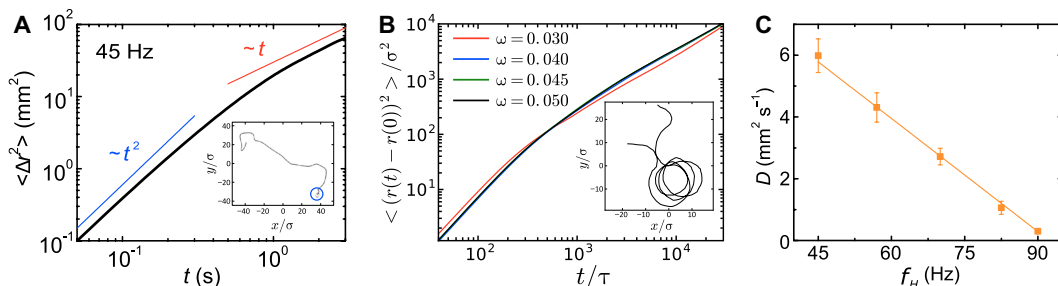 A
45 Hz
~t
~t²
<Δr²> (mm²)
10²
10¹
10⁰
10⁻¹
10⁻¹
10⁰
t (s)
y/σ
40
20
0
-20
-40
-40
-20
0
20
40
x/σ
B
< (r(t) − r(0))² > /σ²
10⁴
10³
10²
10¹
ω = 0.030
ω = 0.040
ω = 0.045
ω = 0.050
10²
10³
10⁴
t/τ
y/σ
20
10
0
-10
-20
-10
0
10
20
x/σ
C
D (mm² s⁻¹)
8
6
4
2
0
45
60
75
90
f_H (Hz)